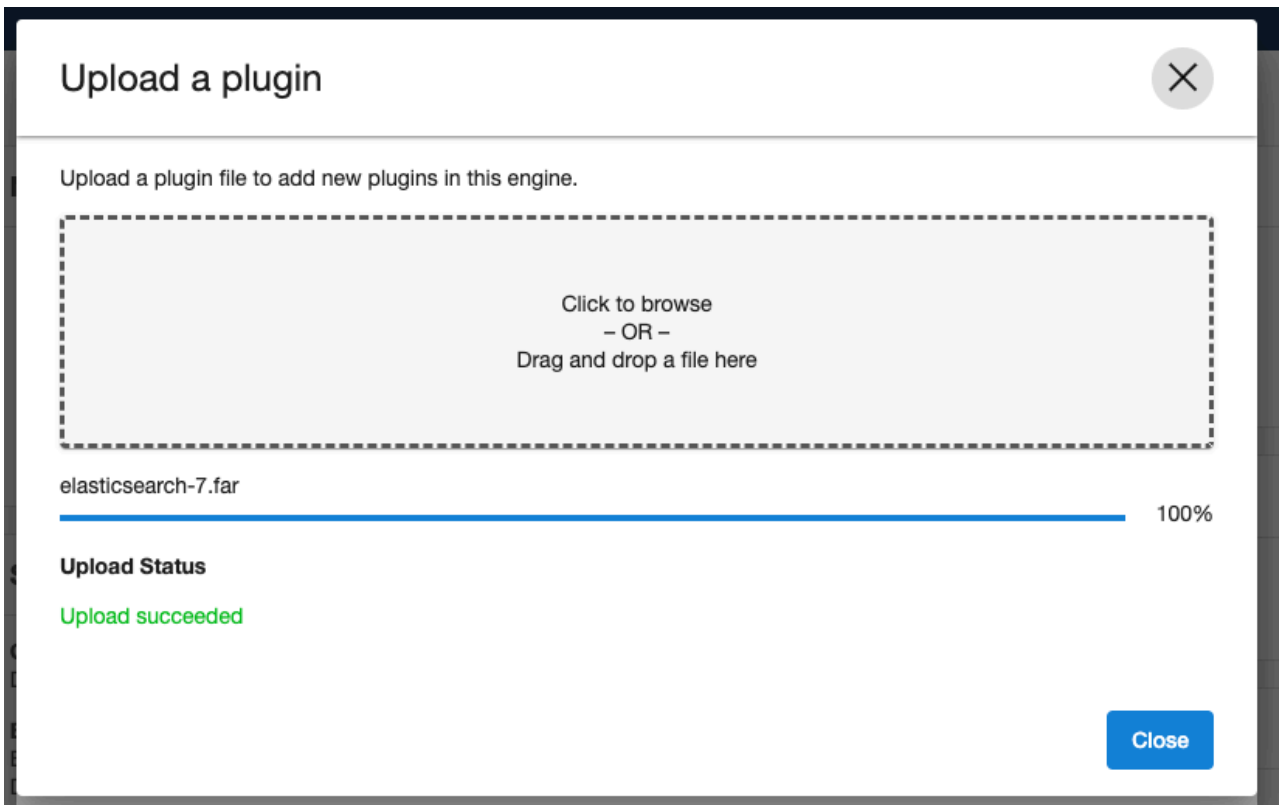 Upload a plugin
Upload a plugin file to add new plugins in this engine.
Click to browse
– OR –
Drag and drop a file here
elasticsearch-7.far
100%
Upload Status
Upload succeeded
Close